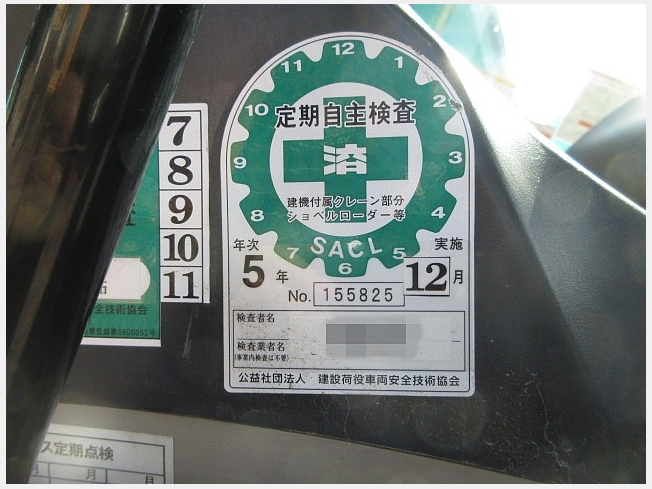 12
11
1
10
2
9
3
8
4
7
5
6
定期自主検査
溶
建機付属クレーン部分
ショベルローダー等
SACL
年次
実施
5年
12月
No. 155825
検査者名
検査業者名
(事業内検査は不要)
公益社団法人 建設荷役車両安全技術協会
7
8
9
10
11
全技術協会
ス定期点検
月
月